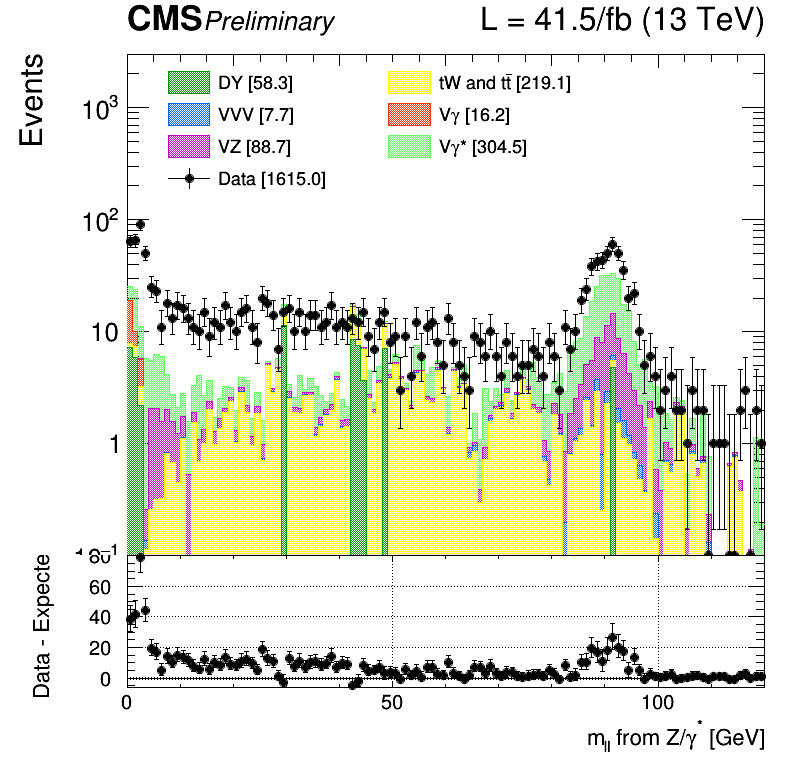 CMS Preliminary L = 41.5/fb (13 TeV)
Events
DY [58.3] tW and tt̄ [219.1]
VVV [7.7] Vγ [16.2]
VZ [88.7] Vγ* [304.5]
Data [1615.0]
10³
10²
10
1
Data - Expecte
80
60
40
20
0
0 50 100
m_ll from Z/γ* [GeV]